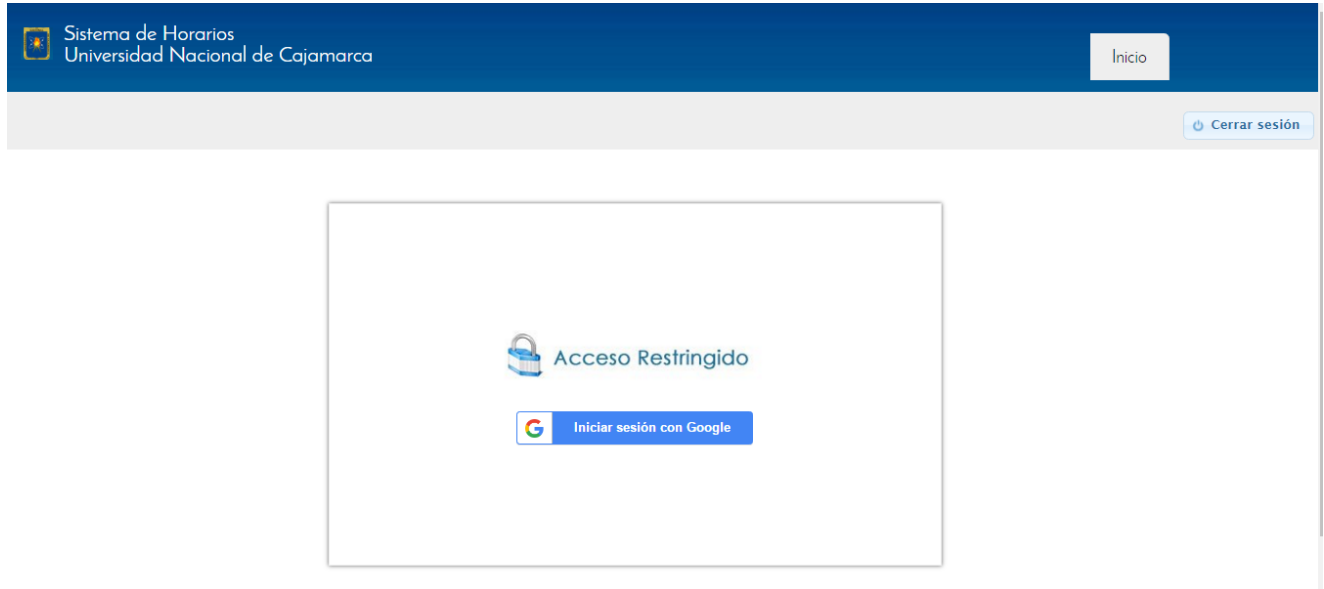 Sistema de Horarios
Universidad Nacional de Cajamarca
Inicio
Cerrar sesión
Acceso Restringido
Iniciar sesión con Google